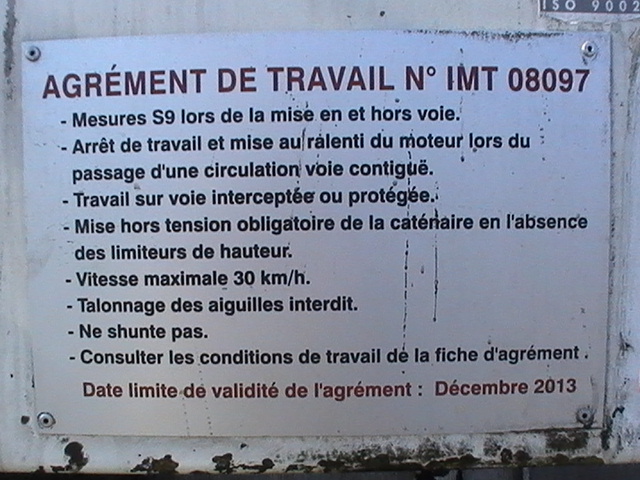 ISO 9002
AGRÉMENT DE TRAVAIL N° IMT 08097
- Mesures S9 lors de la mise en et hors voie.
- Arrêt de travail et mise au ralenti du moteur lors du
passage d'une circulation voie contiguë.
- Travail sur voie interceptée ou protégée.
- Mise hors tension obligatoire de la caténaire en l'absence
des limiteurs de hauteur.
- Vitesse maximale 30 km/h.
- Talonnage des aiguilles interdit.
- Ne shunte pas.
- Consulter les conditions de travail de la fiche d'agrément .
Date limite de validité de l'agrément : Décembre 2013